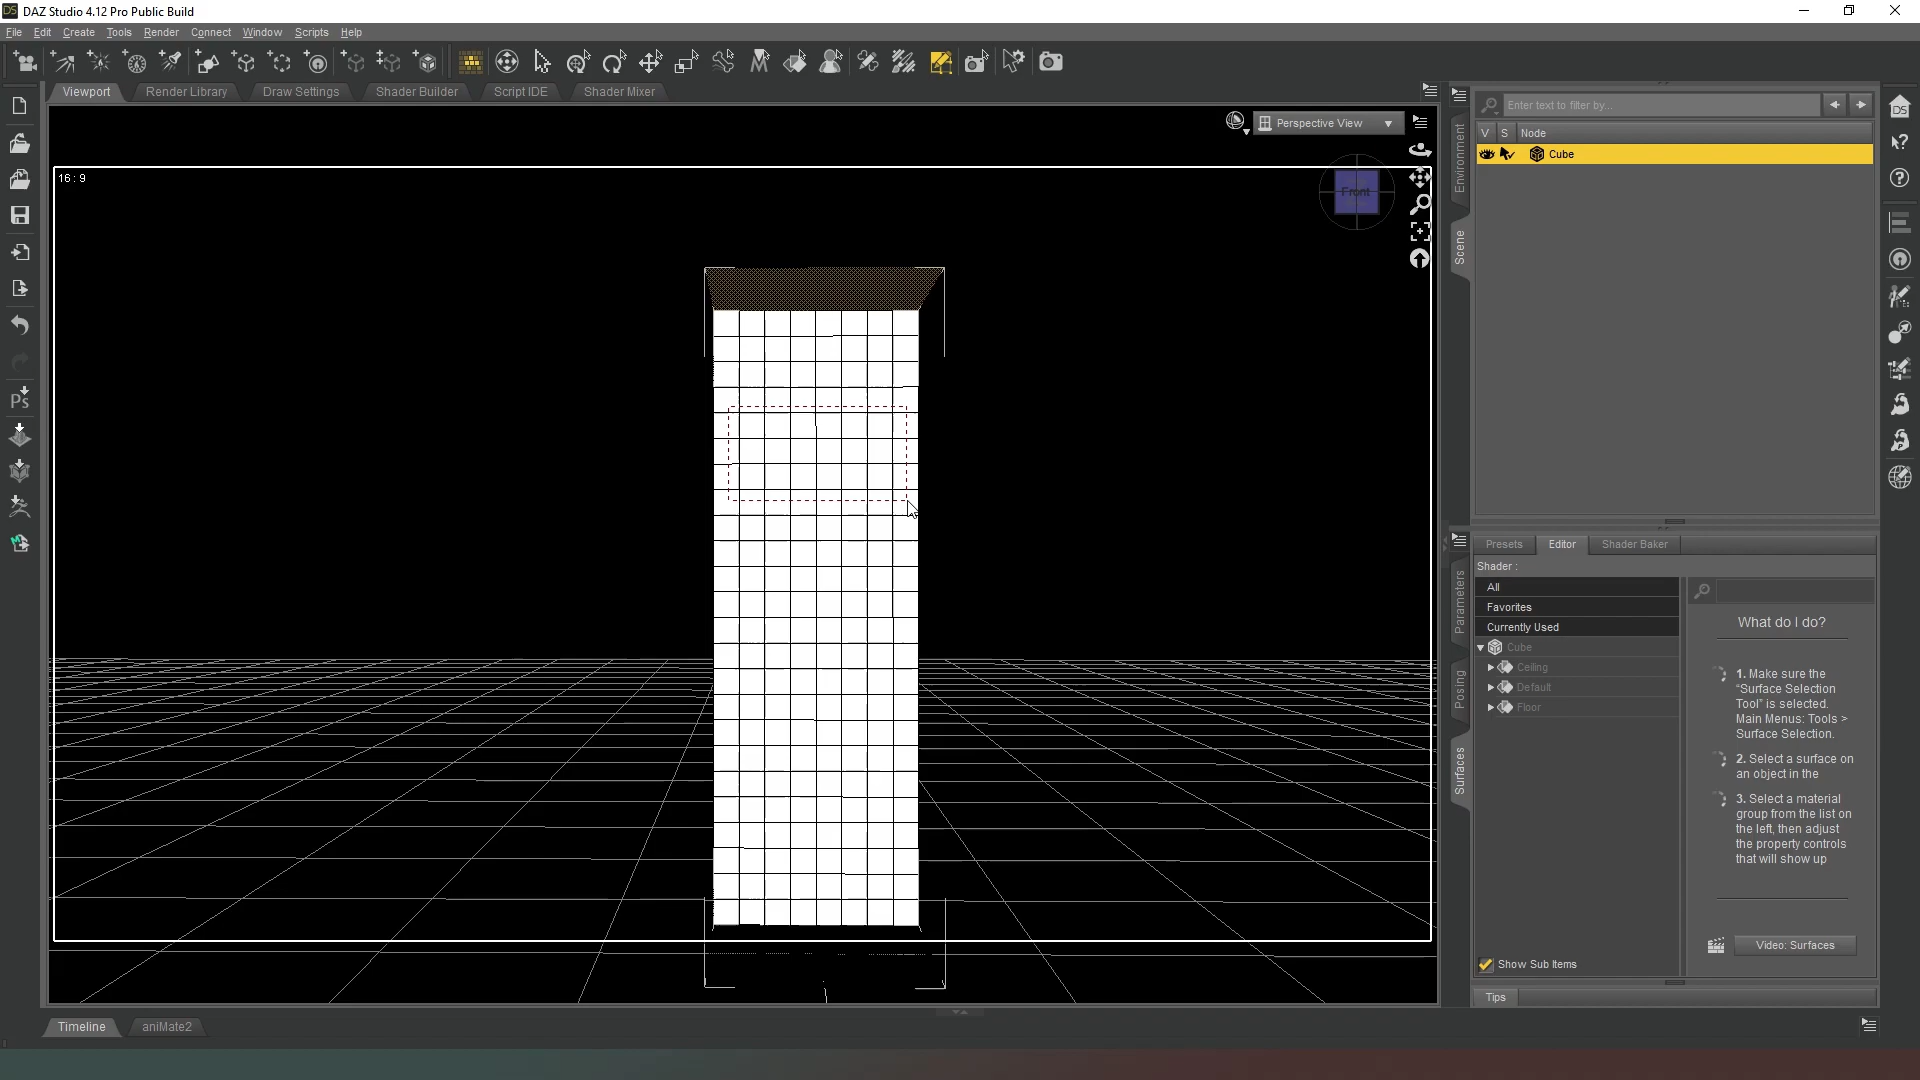 DAZ Studio 4.12 Pro Public Build
File Edit Create Tools Render Connect Window Scripts Help
Viewport Render Library Draw Settings Shader Builder Script IDE Shader Mixer
Perspective View
16 : 9
Front
Enter text to filter by...
V S Node
Cube
Environment
Scene
Presets Editor Shader Baker
Shader :
All
Favorites
Currently Used
Cube
Ceiling
Default
Floor
What do I do?
1. Make sure the
“Surface Selection
Tool” is selected.
Main Menus: Tools >
Surface Selection.
2. Select a surface on
an object in the
3. Select a material
group from the list on
the left, then adjust
the property controls
that will show up
Video: Surfaces
Show Sub Items
Tips
Parameters
Posing
Surfaces
Ps
DS
Timeline aniMate2